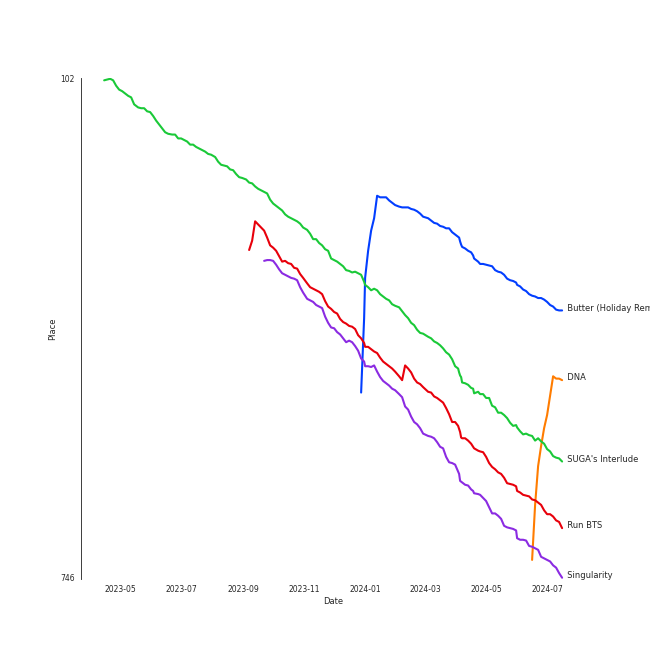 102
Place
746
2023-05 2023-07 2023-09 2023-11 2024-01 2024-03 2024-05 2024-07
Date
Butter (Holiday Rem
DNA
SUGA's Interlude
Run BTS
Singularity